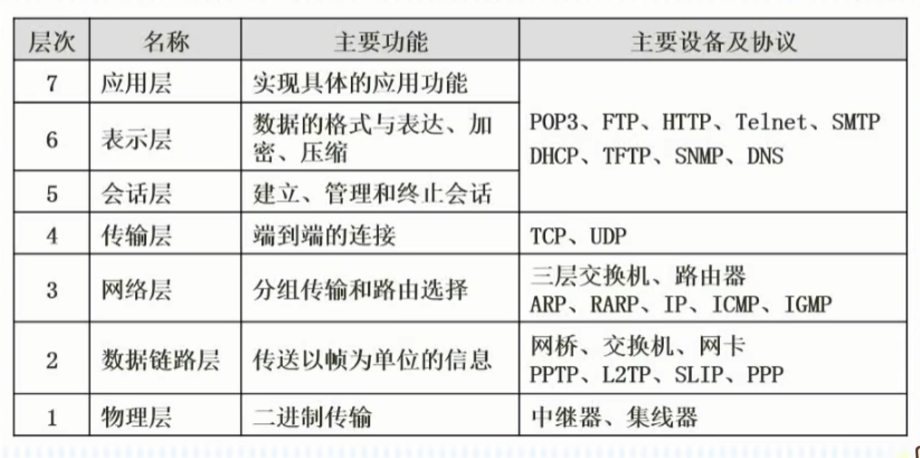 层次 名称 主要功能 主要设备及协议
7 应用层 实现具体的应用功能
6 表示层 数据的格式与表达、加
密、压缩
POP3、FTP、HTTP、Telnet、SMTP
DHCP、TFTP、SNMP、DNS
5 会话层 建立、管理和终止会话
4 传输层 端到端的连接 TCP、UDP
3 网络层 分组传输和路由选择 三层交换机、路由器
ARP、RARP、IP、ICMP、IGMP
2 数据链路层 传送以帧为单位的信息 网桥、交换机、网卡
PPTP、L2TP、SLIP、PPP
1 物理层 二进制传输 中继器、集线器